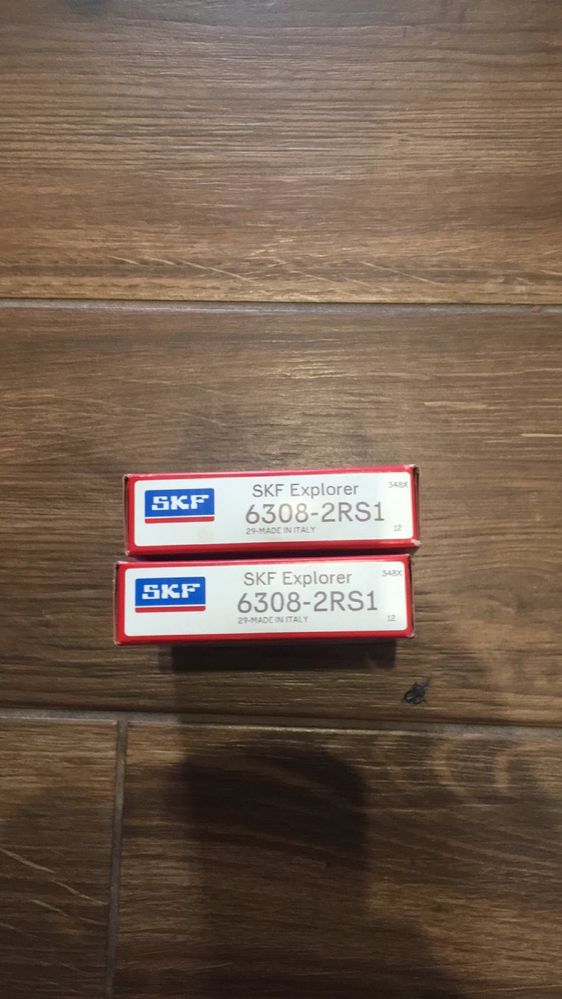 SKF
SKF Explorer
348X
6308-2RS1
29-MADE IN ITALY
12
SKF
SKF Explorer
348X
6308-2RS1
29-MADE IN ITALY
12